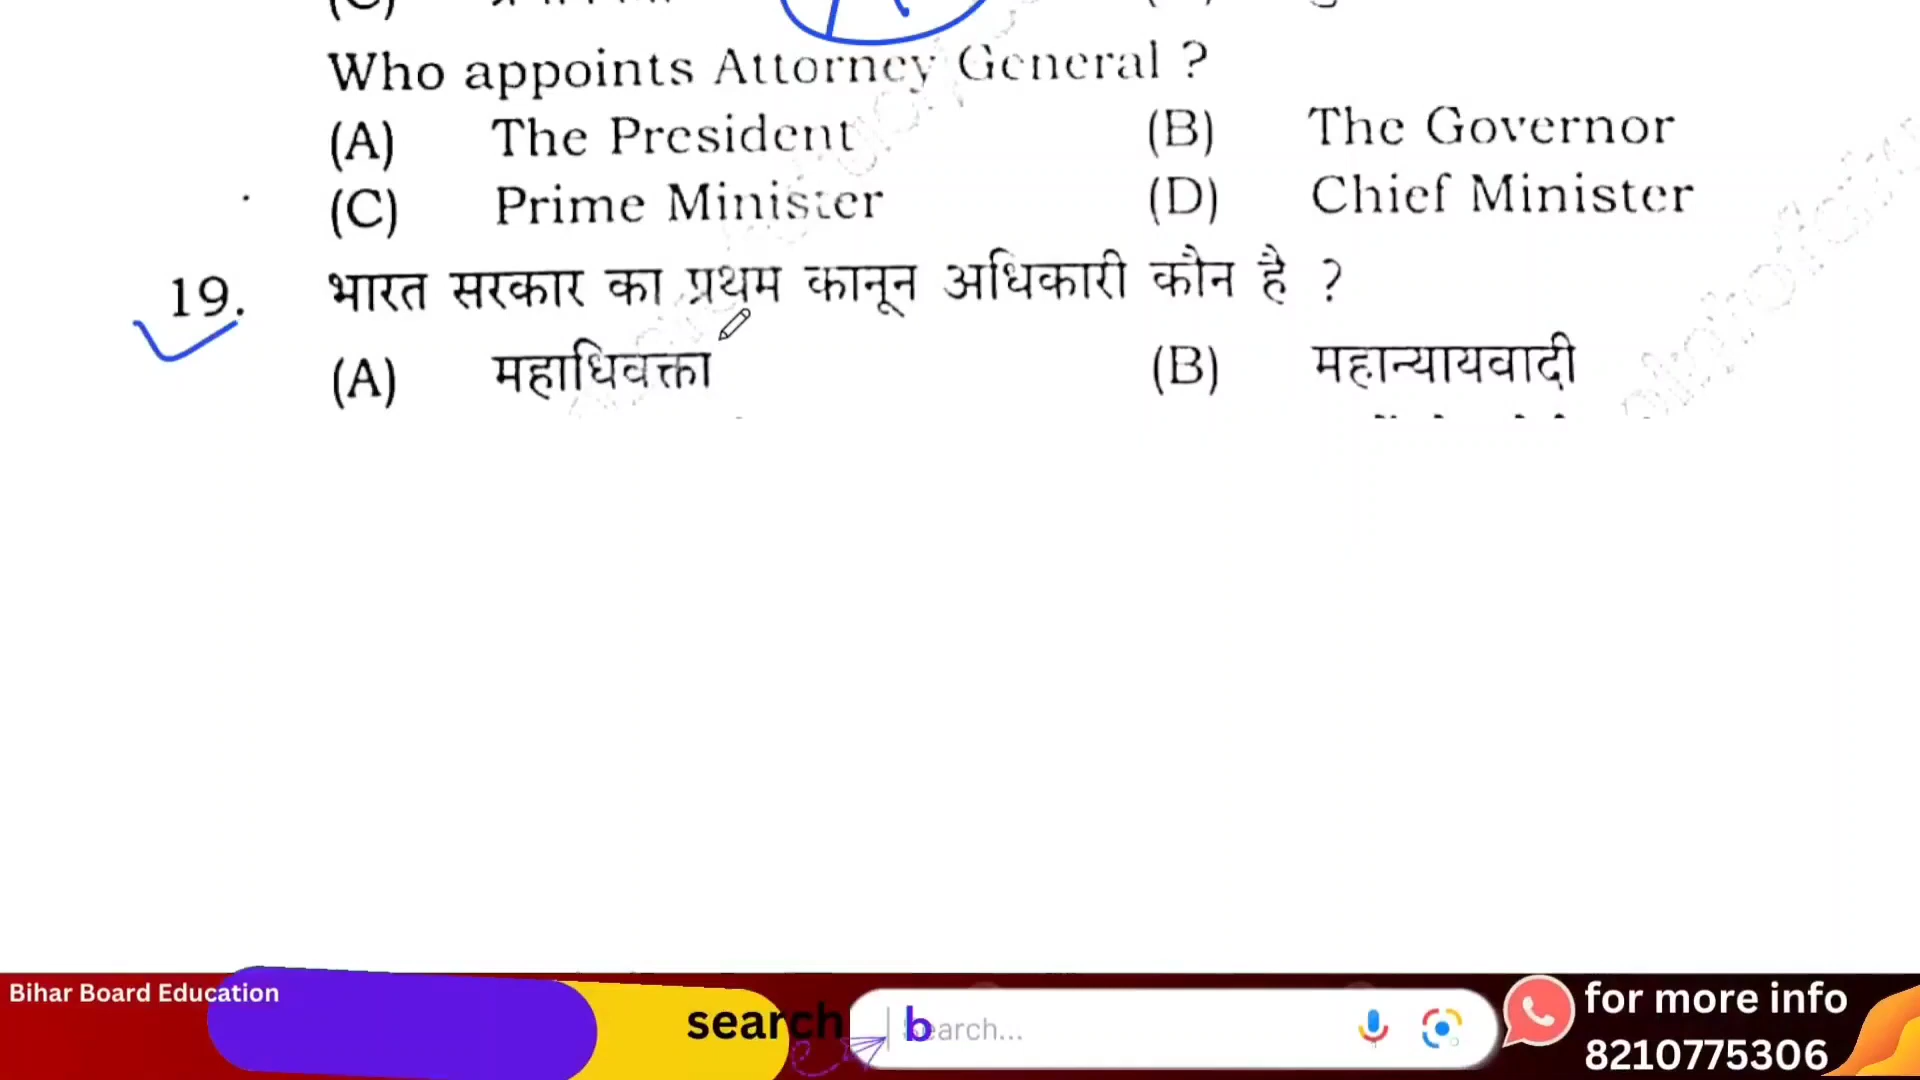 Who appoints Attorney General ?
(A) The President (B) The Governor
(C) Prime Minister (D) Chief Minister
19. भारत सरकार का प्रथम कानून अधिकारी कौन है ?
(A) महाधिवक्ता (B) महान्यायवादी
Bihar Board Education
search
b
earch...
for more info
8210775306